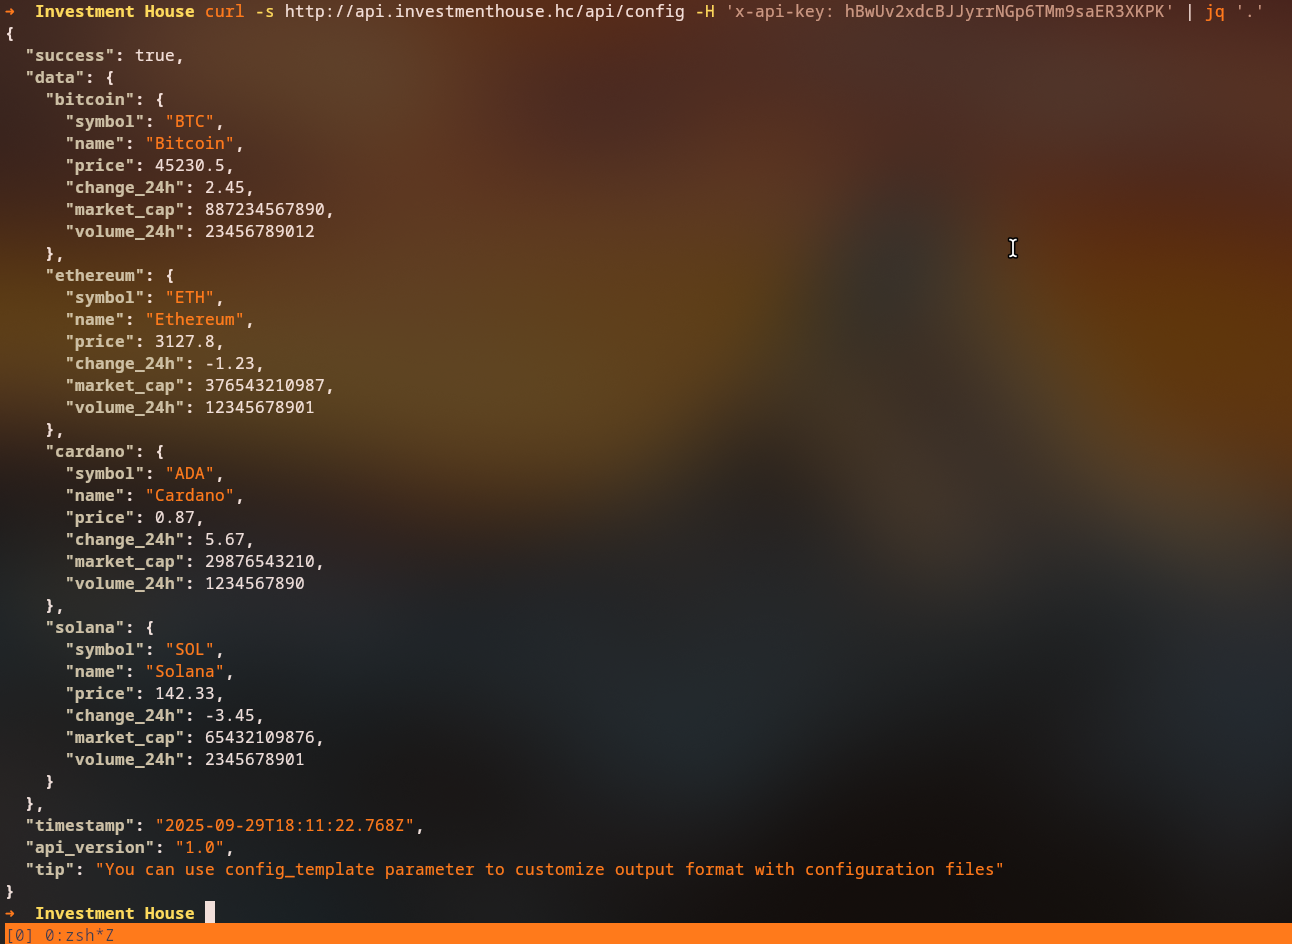 ➜  Investment House curl -s http://api.investmenthouse.hc/api/config -H 'x-api-key: hBwUv2xdcBJJyrrNGp6TMm9saER3XKPK' | jq '.'
{
  "success": true,
  "data": {
    "bitcoin": {
      "symbol": "BTC",
      "name": "Bitcoin",
      "price": 45230.5,
      "change_24h": 2.45,
      "market_cap": 887234567890,
      "volume_24h": 23456789012
    },
    "ethereum": {
      "symbol": "ETH",
      "name": "Ethereum",
      "price": 3127.8,
      "change_24h": -1.23,
      "market_cap": 376543210987,
      "volume_24h": 12345678901
    },
    "cardano": {
      "symbol": "ADA",
      "name": "Cardano",
      "price": 0.87,
      "change_24h": 5.67,
      "market_cap": 29876543210,
      "volume_24h": 1234567890
    },
    "solana": {
      "symbol": "SOL",
      "name": "Solana",
      "price": 142.33,
      "change_24h": -3.45,
      "market_cap": 65432109876,
      "volume_24h": 2345678901
    }
  },
  "timestamp": "2025-09-29T18:11:22.768Z",
  "api_version": "1.0",
  "tip": "You can use config_template parameter to customize output format with configuration files"
}
➜  Investment House
[0] 0:zsh*Z